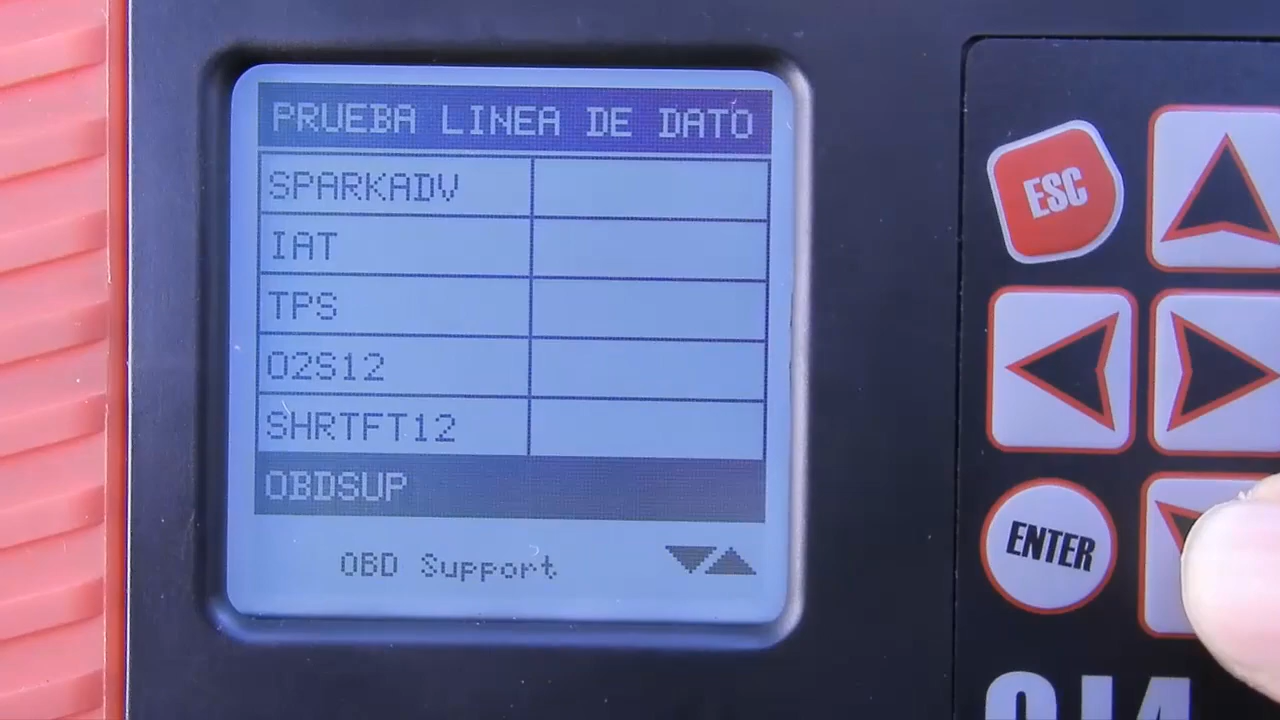 PRUEBA LINEA DE DATO
SPARKADV
IAT
TPS
O2S12
SHRTFT12
OBDSUP
OBD Support
ESC
ENTER